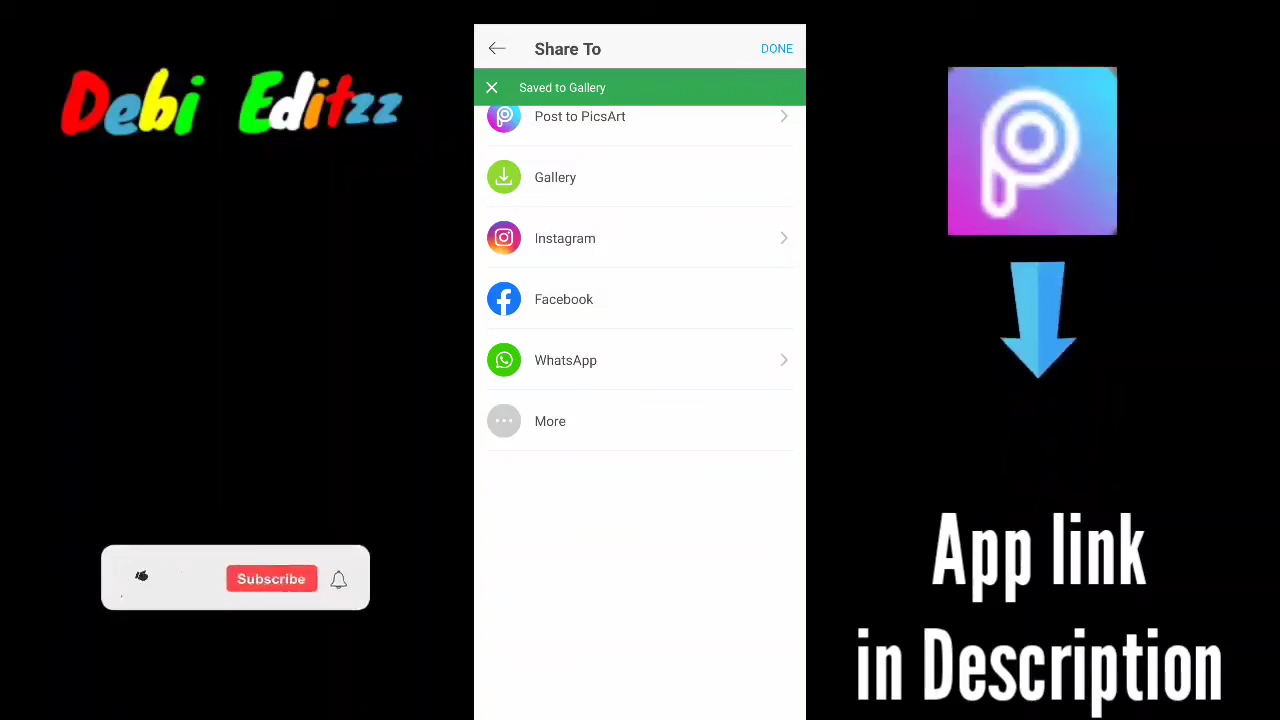 Debi Editzz
Share To
DONE
Saved to Gallery
Post to PicsArt
Gallery
Instagram
Facebook
WhatsApp
More
Subscribe
App link
in Description